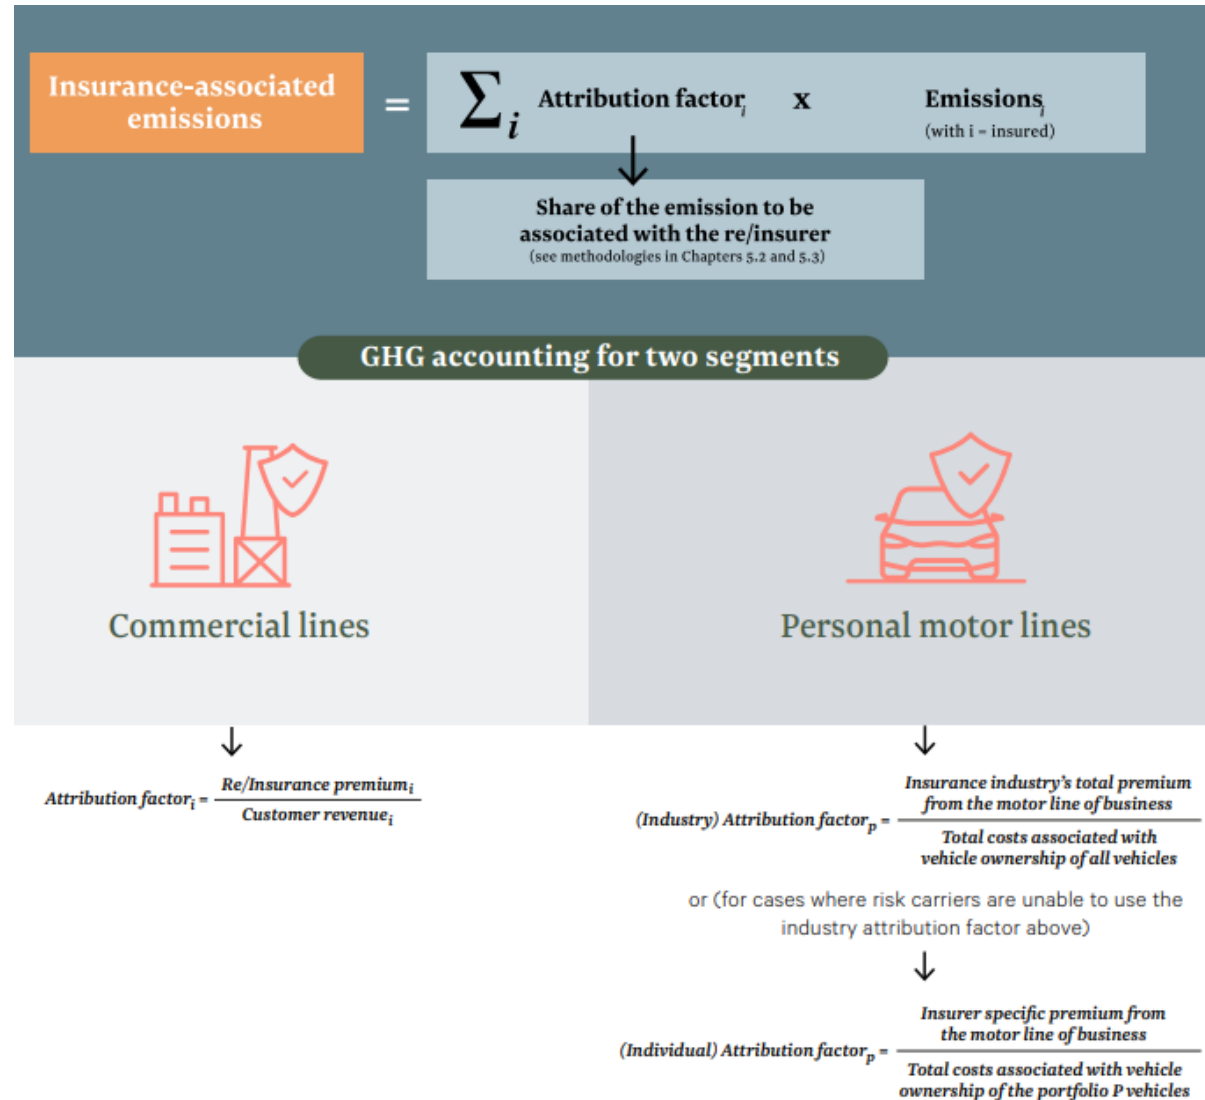 Insurance-associated
emissions
=
∑i Attribution factori x Emissionsi
(with i = insured)
Share of the emission to be
associated with the re/insurer
(see methodologies in Chapters 5.2 and 5.3)
GHG accounting for two segments
Commercial lines
Personal motor lines
Attribution factori = Re/Insurance premiumi
Customer revenuei
(Industry) Attribution factorp =
Insurance industry's total premium
from the motor line of business
Total costs associated with
vehicle ownership of all vehicles
or (for cases where risk carriers are unable to use the
industry attribution factor above)
(Individual) Attribution factorp =
Insurer specific premium from
the motor line of business
Total costs associated with vehicle
ownership of the portfolio P vehicles